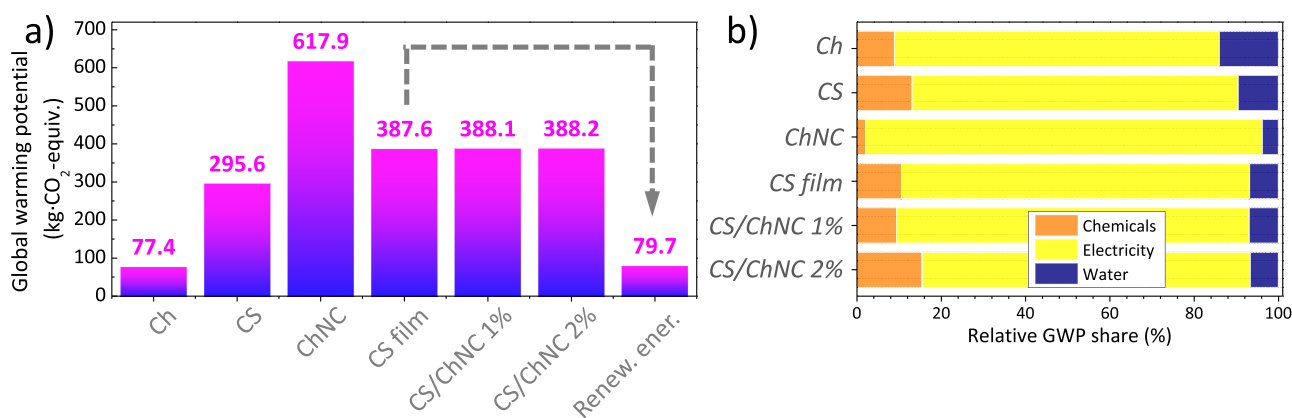 a)
Global warming potential
(kg·CO₂-equiv.)
700
600
500
400
300
200
100
0
77.4
295.6
617.9
387.6
388.1
388.2
79.7
Ch
CS
ChNC
CS film
CS/ChNC 1%
CS/ChNC 2%
Renew. ener.
b)
Ch
CS
ChNC
CS film
CS/ChNC 1%
CS/ChNC 2%
Chemicals
Electricity
Water
0 20 40 60 80 100
Relative GWP share (%)